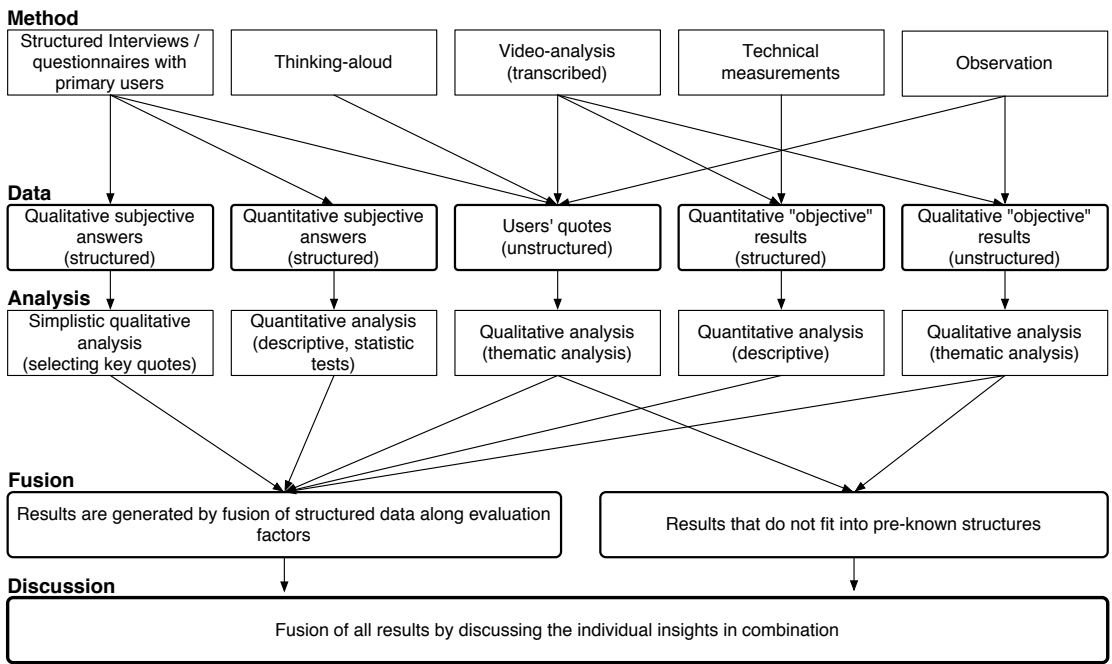 Method
Structured Interviews /
questionnaires with
primary users
Thinking-aloud
Video-analysis
(transcribed)
Technical
measurements
Observation
Data
Qualitative subjective
answers
(structured)
Quantitative subjective
answers
(structured)
Users' quotes
(unstructured)
Quantitative "objective"
results
(structured)
Qualitative "objective"
results
(unstructured)
Analysis
Simplistic qualitative
analysis
(selecting key quotes)
Quantitative analysis
(descriptive, statistic
tests)
Qualitative analysis
(thematic analysis)
Quantitative analysis
(descriptive)
Qualitative analysis
(thematic analysis)
Fusion
Results are generated by fusion of structured data along evaluation
factors
Results that do not fit into pre-known structures
Discussion
Fusion of all results by discussing the individual insights in combination